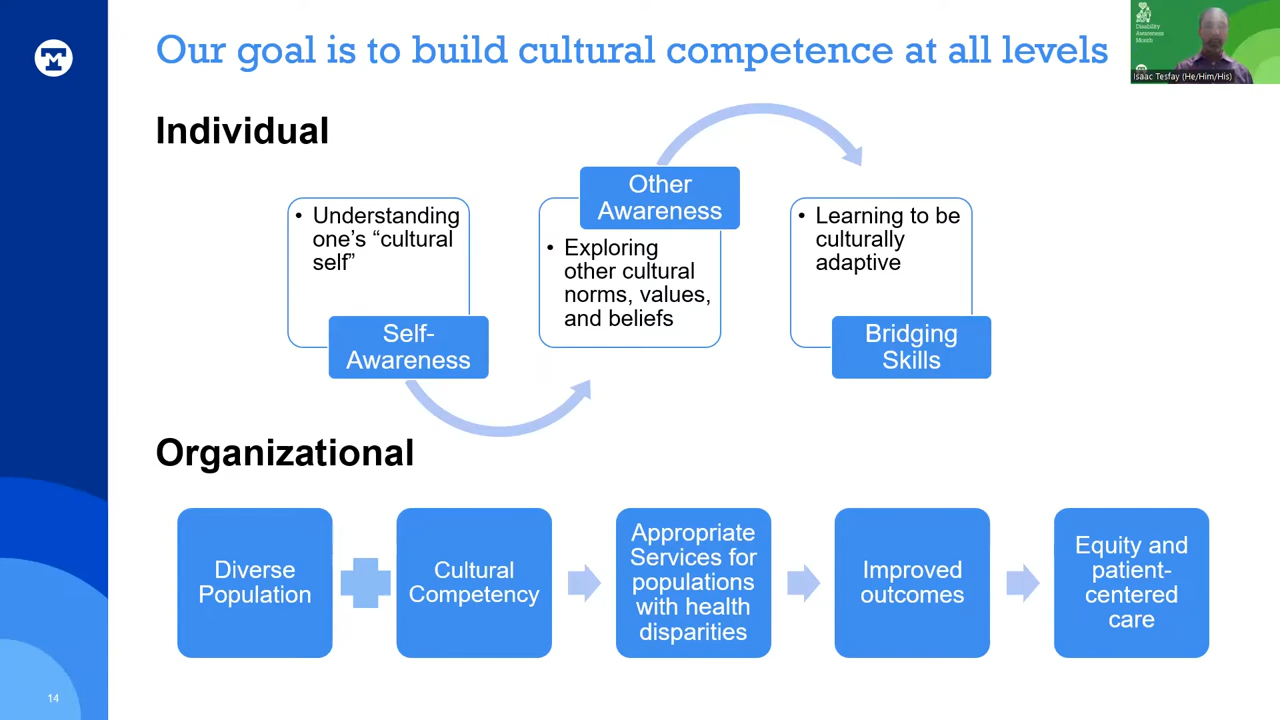 Our goal is to build cultural competence at all levels
Disability
Awareness
Month
Isaac Tesfay (He/Him/His)
Individual
• Understanding
one’s “cultural
self”
Self-
Awareness
Other
Awareness
• Exploring
other cultural
norms, values,
and beliefs
• Learning to be
culturally
adaptive
Bridging
Skills
Organizational
Diverse
Population
Cultural
Competency
Appropriate
Services for
populations
with health
disparities
Improved
outcomes
Equity and
patient-
centered
care
14